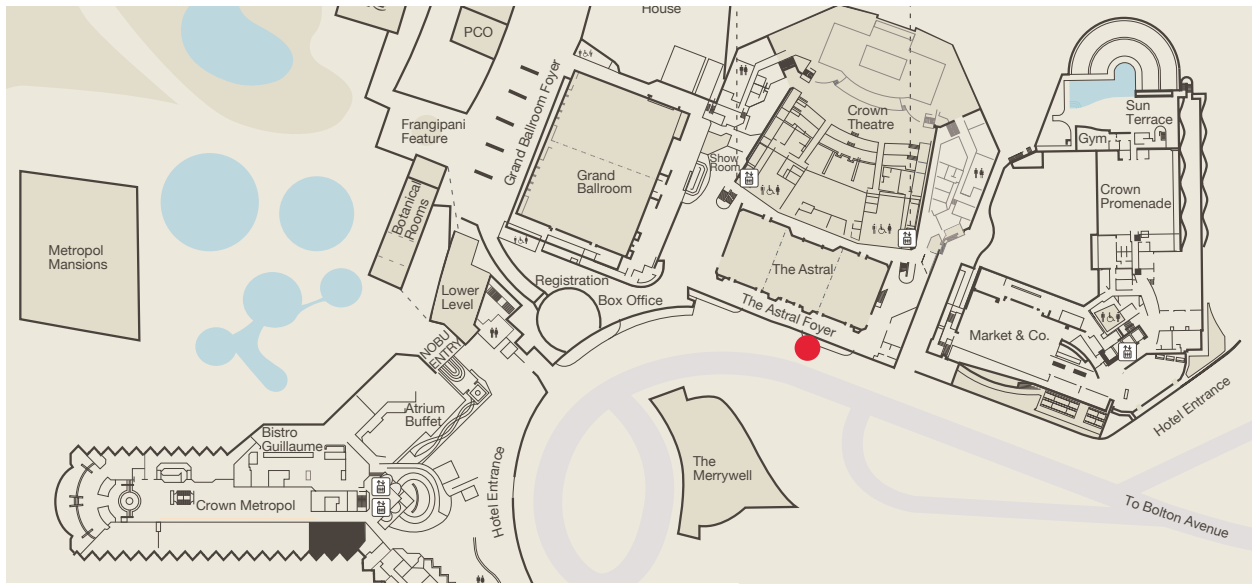 House
PCO
Grand Ballroom Foyer
Frangipani
Feature
Crown
Theatre
Sun
Terrace
Gym
Show
Room
Grand
Ballroom
Crown
Promenade
Botanical
Rooms
Metropol
Mansions
The Astral
Registration
Lower
Level
Box Office
The Astral Foyer
Market & Co.
NOBU
ENTRY
Hotel Entrance
Atrium
Buffet
Bistro
Guillaume
The
Merrywell
Crown Metropol
Hotel Entrance
To Bolton Avenue